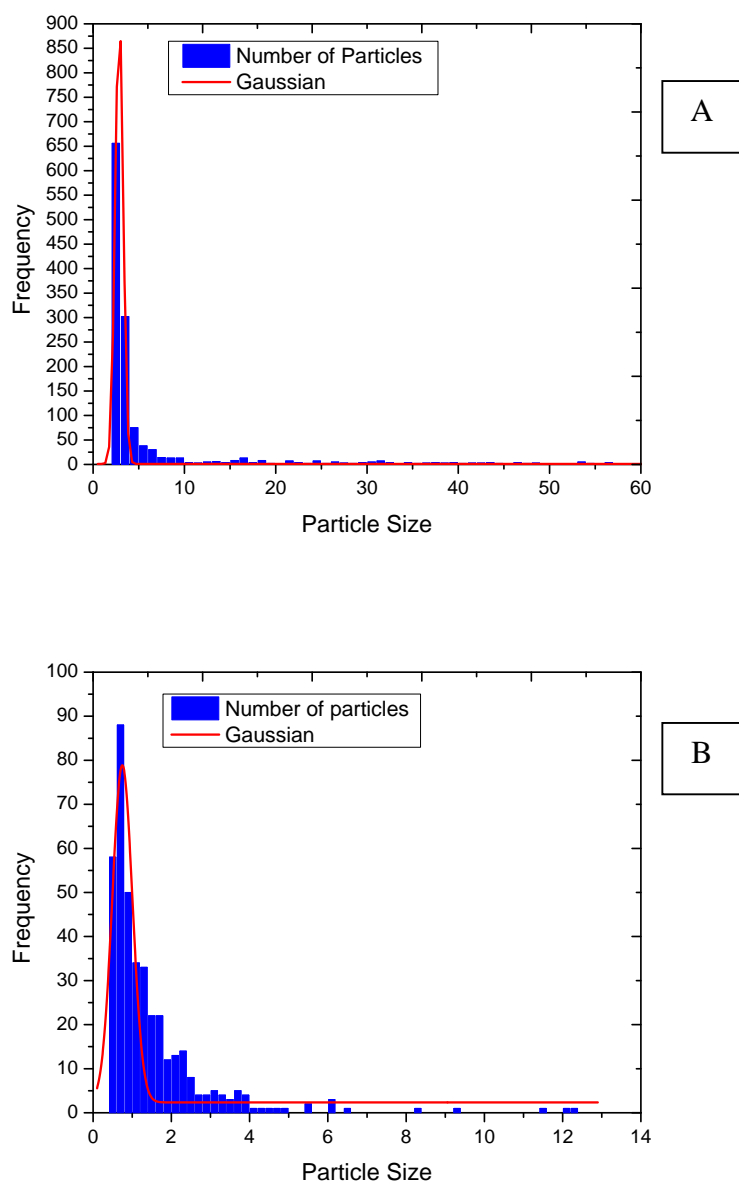 900
850
800
750
700
650
600
550
500
450
400
350
300
250
200
150
100
50
0
Frequency
Number of Particles
Gaussian
A
0 10 20 30 40 50 60
Particle Size
100
90
80
70
60
50
40
30
20
10
0
Frequency
Number of particles
Gaussian
B
0 2 4 6 8 10 12 14
Particle Size